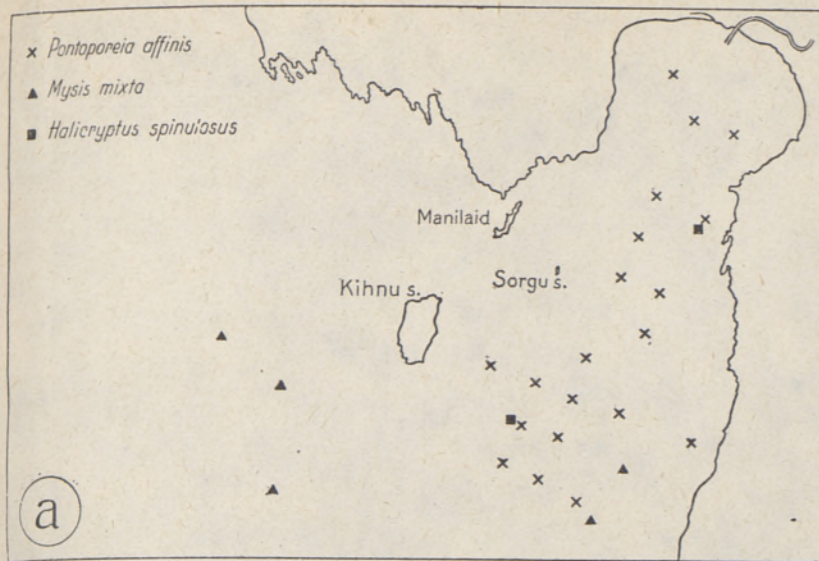 × Pontoporeia affinis
▲ Mysis mixta
■ Halicryptus spinulosus
Manilaid
Kihnu s.
Sorgu s.
a